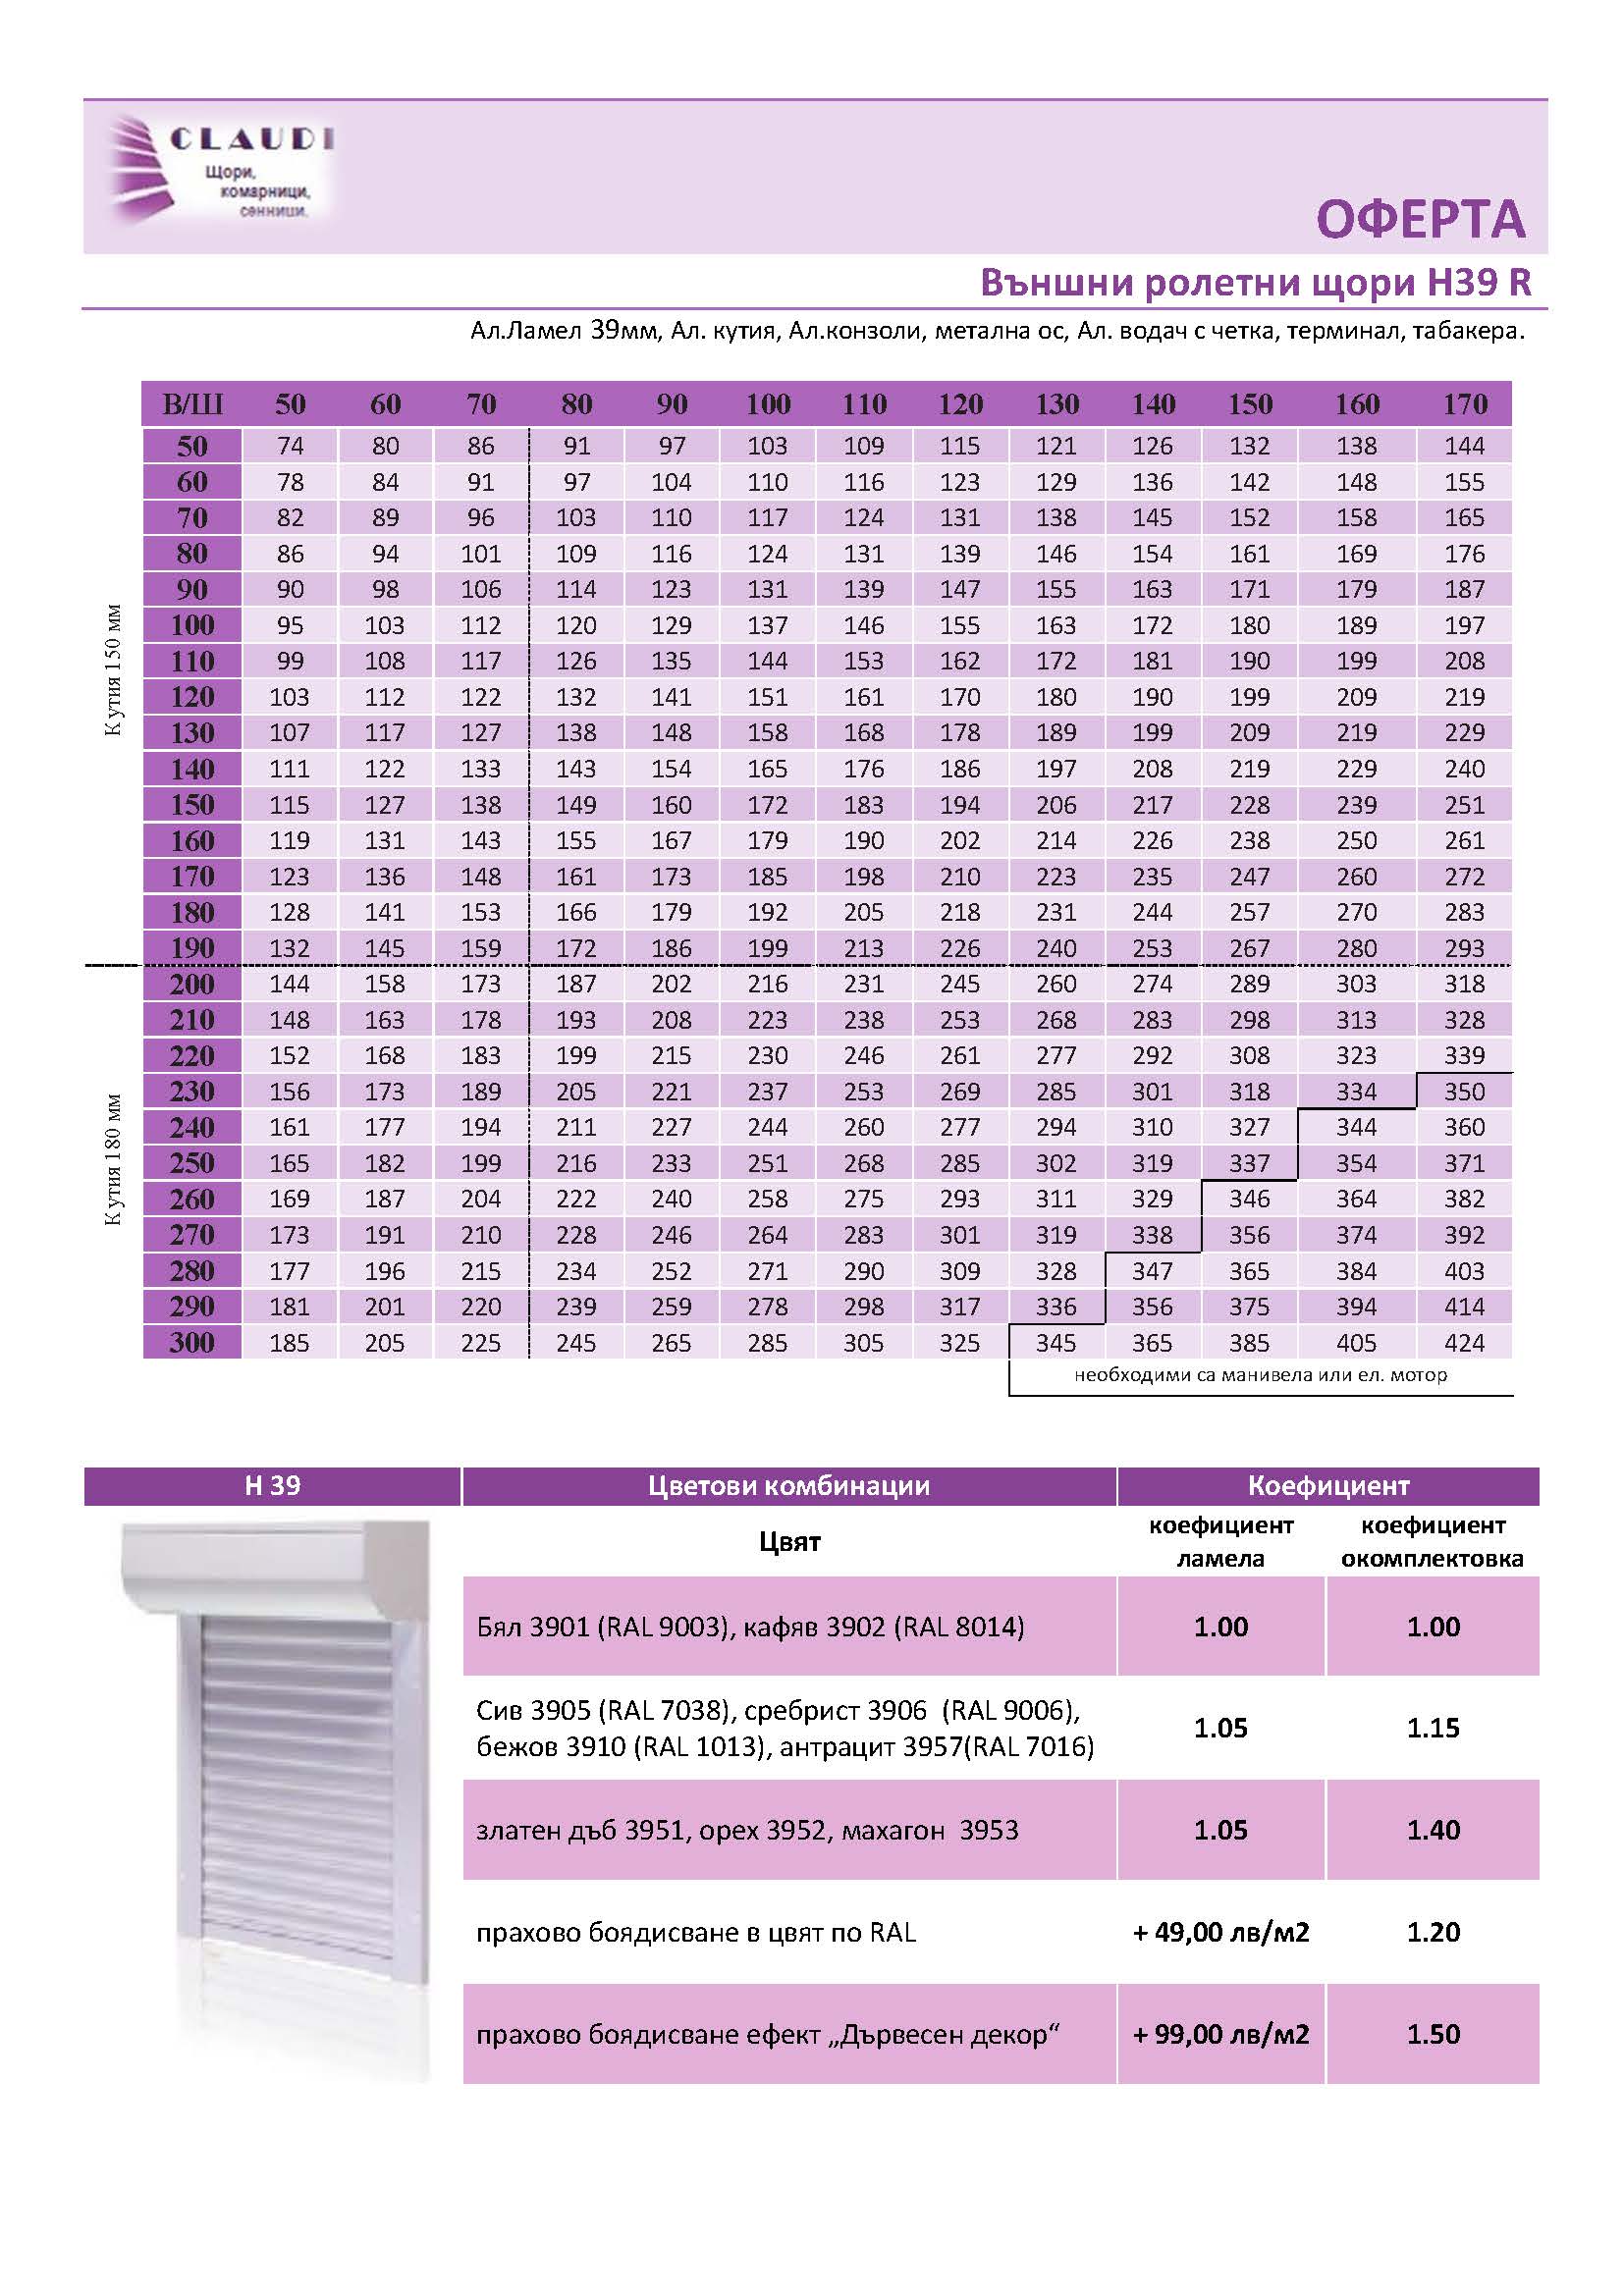 CLAUDI
Щори,
комарници,
сенници.
ОФЕРТА
Външни ролетни щори H39 R
Ал.Ламел 39мм, Ал. кутия, Ал.конзоли, метална ос, Ал. водач с четка, терминал, табакера.
В/Ш 50 60 70 80 90 100 110 120 130 140 150 160 170
50 74 80 86 91 97 103 109 115 121 126 132 138 144
60 78 84 91 97 104 110 116 123 129 136 142 148 155
70 82 89 96 103 110 117 124 131 138 145 152 158 165
80 86 94 101 109 116 124 131 139 146 154 161 169 176
90 90 98 106 114 123 131 139 147 155 163 171 179 187
100 95 103 112 120 129 137 146 155 163 172 180 189 197
110 99 108 117 126 135 144 153 162 172 181 190 199 208
120 103 112 122 132 141 151 161 170 180 190 199 209 219
130 107 117 127 138 148 158 168 178 189 199 209 219 229
140 111 122 133 143 154 165 176 186 197 208 219 229 240
150 115 127 138 149 160 172 183 194 206 217 228 239 251
160 119 131 143 155 167 179 190 202 214 226 238 250 261
170 123 136 148 161 173 185 198 210 223 235 247 260 272
180 128 141 153 166 179 192 205 218 231 244 257 270 283
190 132 145 159 172 186 199 213 226 240 253 267 280 293
Кутия 150 мм
200 144 158 173 187 202 216 231 245 260 274 289 303 318
210 148 163 178 193 208 223 238 253 268 283 298 313 328
220 152 168 183 199 215 230 246 261 277 292 308 323 339
230 156 173 189 205 221 237 253 269 285 301 318 334 350
240 161 177 194 211 227 244 260 277 294 310 327 344 360
250 165 182 199 216 233 251 268 285 302 319 337 354 371
260 169 187 204 222 240 258 275 293 311 329 346 364 382
270 173 191 210 228 246 264 283 301 319 338 356 374 392
280 177 196 215 234 252 271 290 309 328 347 365 384 403
290 181 201 220 239 259 278 298 317 336 356 375 394 414
300 185 205 225 245 265 285 305 325 345 365 385 405 424
Кутия 180 мм
необходими са манивела или ел. мотор
H 39 Цветови комбинации Коефициент
Цвят
коефициент
ламела
коефициент
окомплектовка
Бял 3901 (RAL 9003), кафяв 3902 (RAL 8014) 1.00 1.00
Сив 3905 (RAL 7038), сребрист 3906 (RAL 9006),
бежов 3910 (RAL 1013), антрацит 3957(RAL 7016)
1.05 1.15
златен дъб 3951, орех 3952, махагон 3953 1.05 1.40
прахово боядисване в цвят по RAL + 49,00 лв/м2 1.20
прахово боядисване ефект „Дървесен декор“ + 99,00 лв/м2 1.50